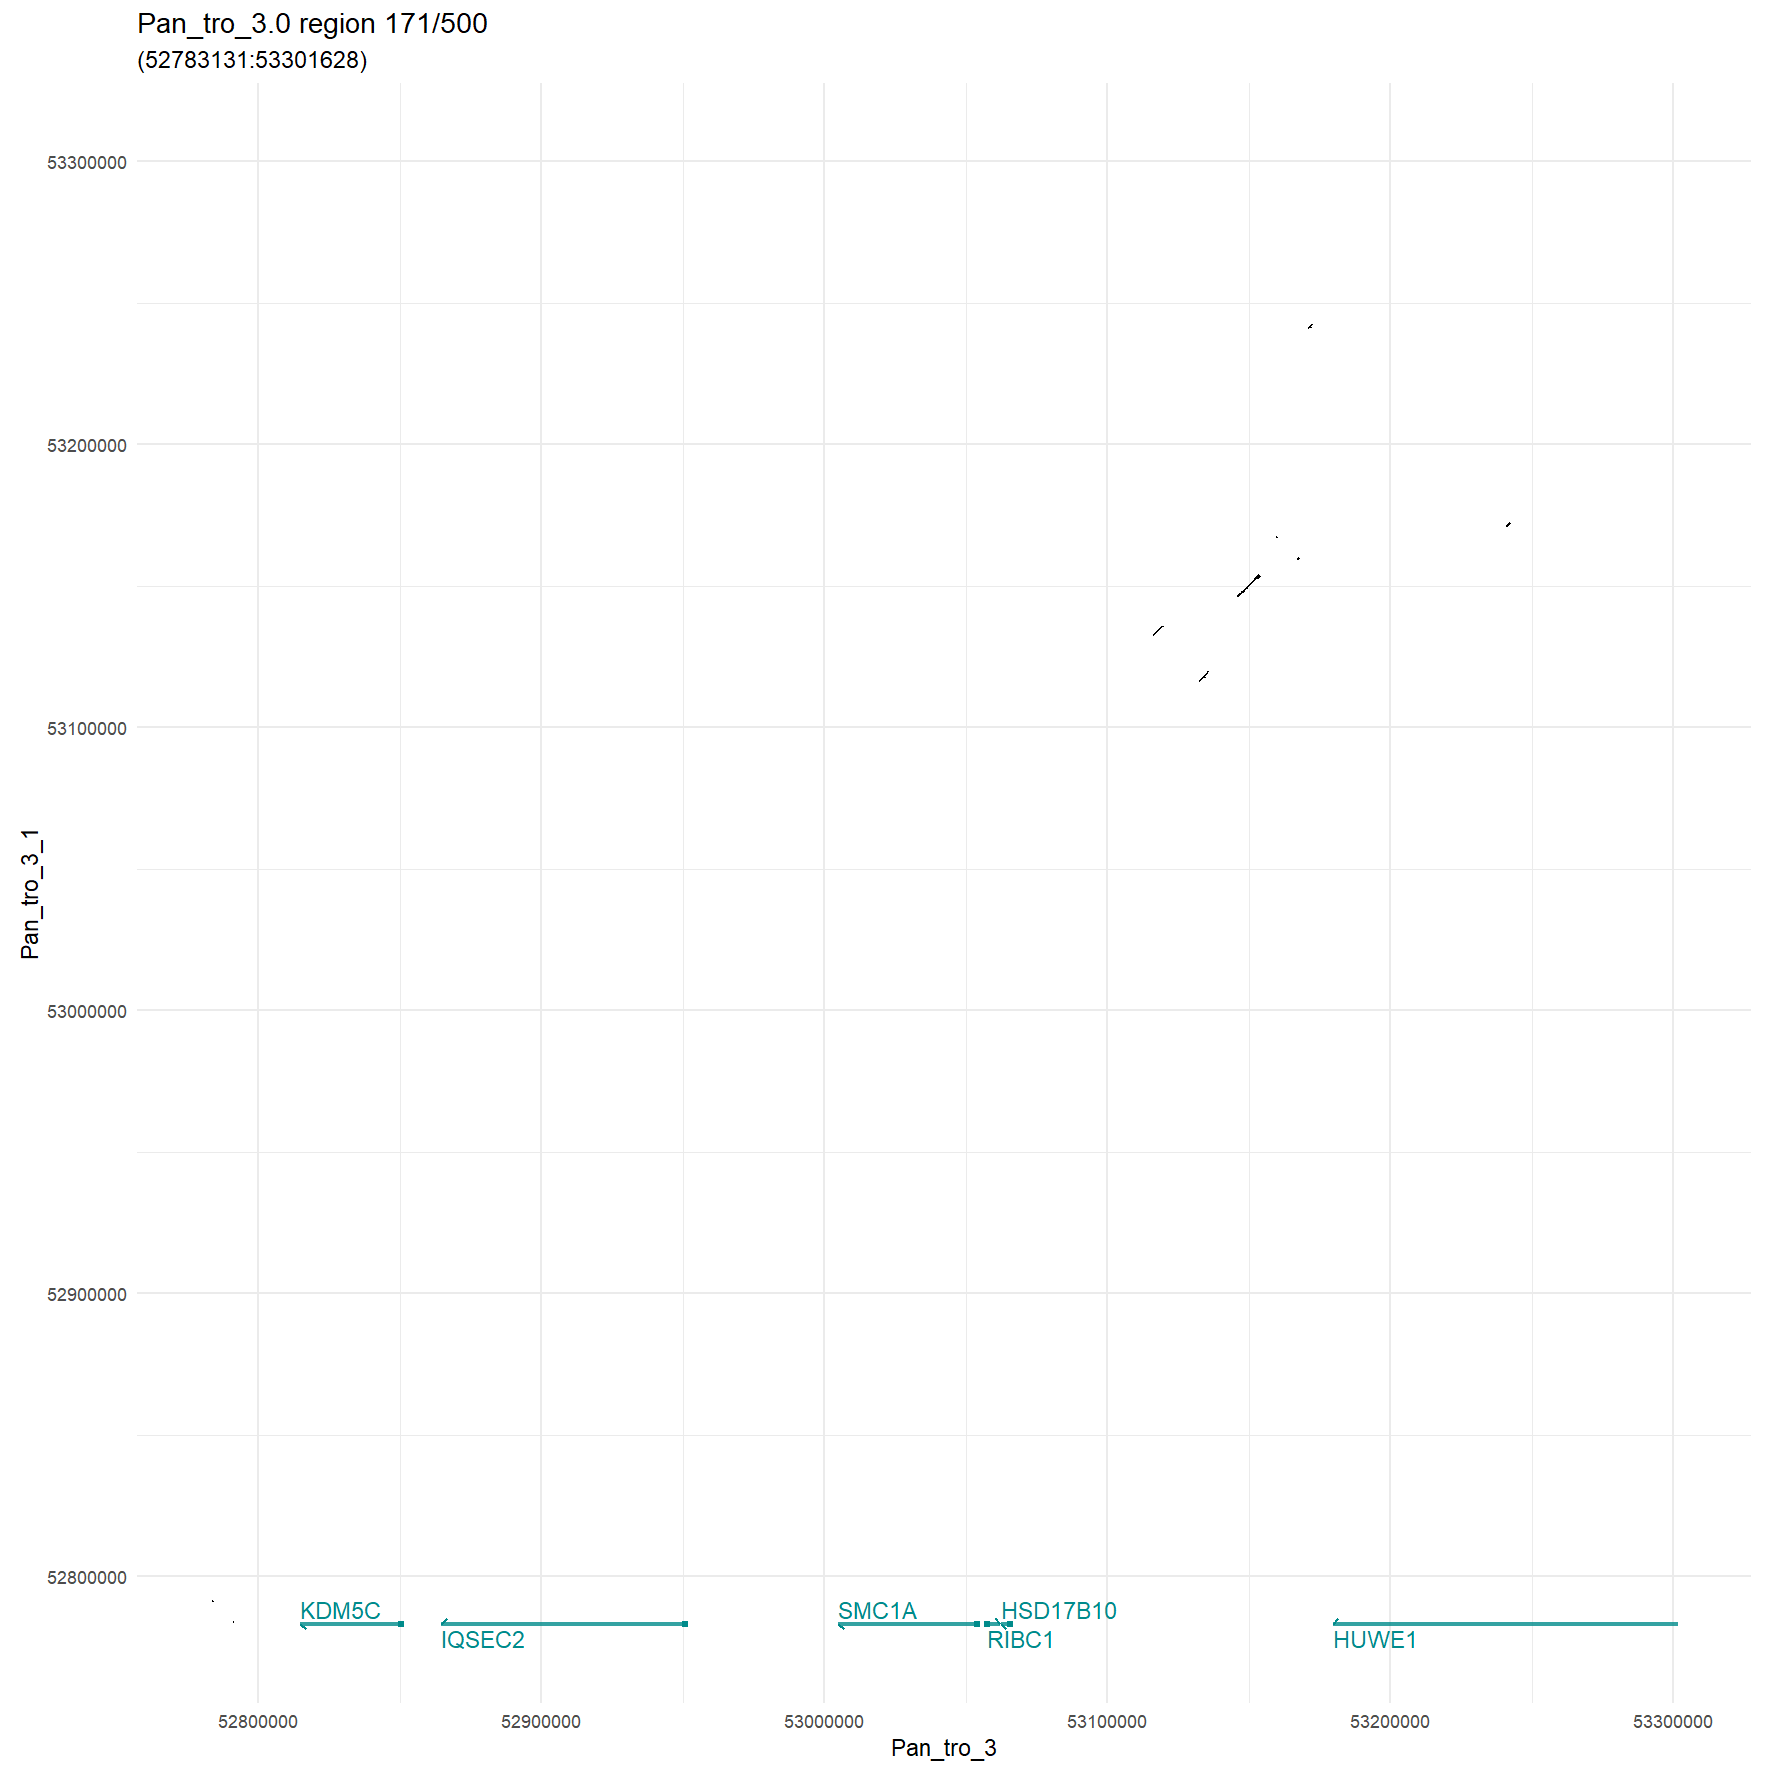 Pan_tro_3.0 region 171/500
(52783131:53301628)
53300000
53200000
53100000
53000000
52900000
52800000
Pan_tro_3_1
KDM5C
SMC1A
HSD17B10
IQSEC2
RIBC1
HUWE1
52800000
52900000
53000000
53100000
53200000
53300000
Pan_tro_3